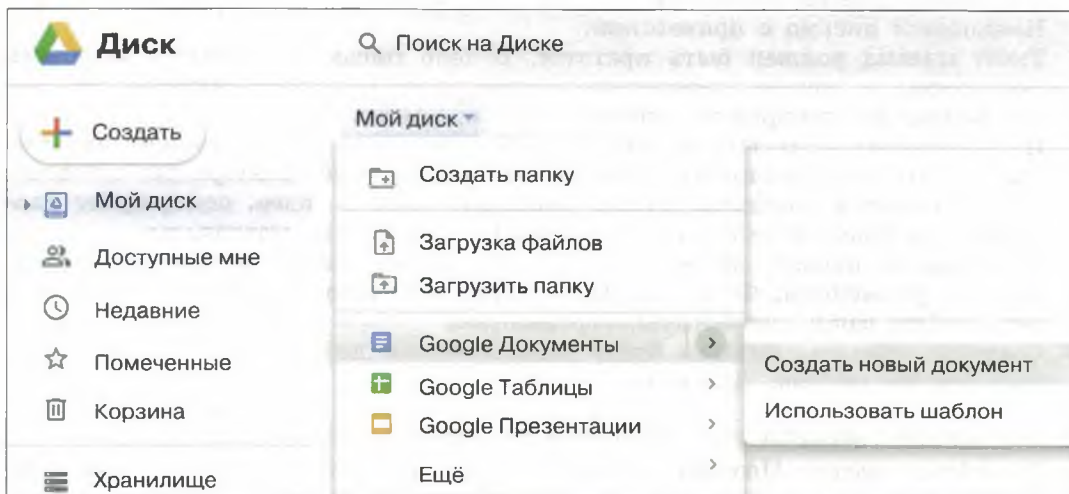 Диск
Поиск на Диске
Создать
Мой диск
Доступные мне
Недавние
Помеченные
Корзина
Хранилище
Мой диск
Создать папку
Загрузка файлов
Загрузить папку
Google Документы
Google Таблицы
Google Презентации
Ещё
Создать новый документ
Использовать шаблон